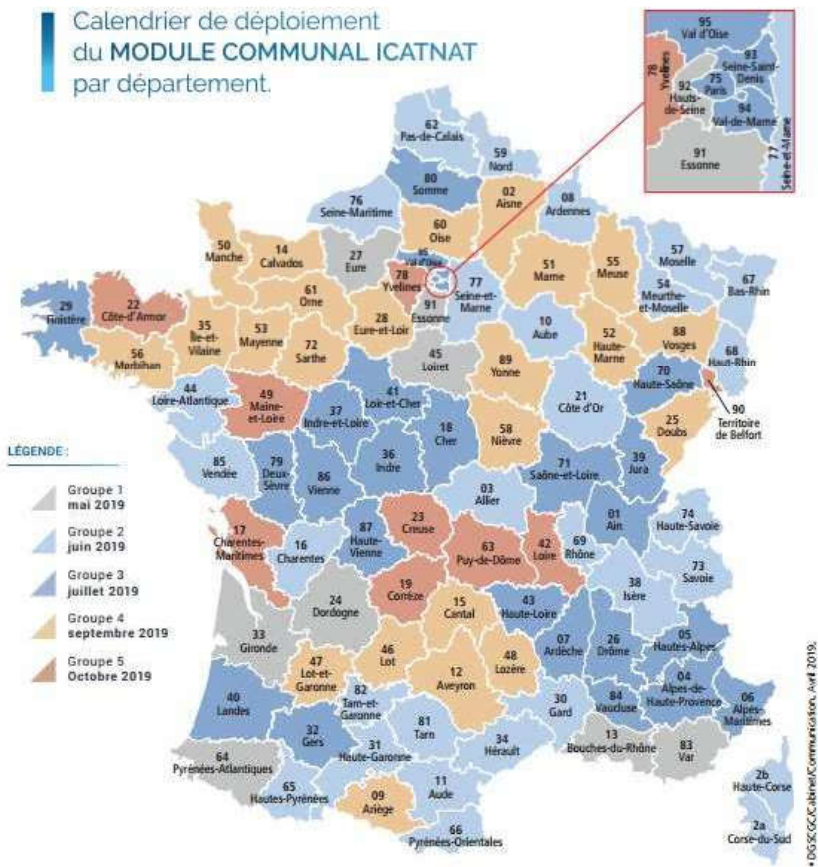 Calendrier de déploiement
du MODULE COMMUNAL ICATNAT
par département.
95
Val d'Oise
78
Yvelines
93
Seine-Saint-
Denis
75
Paris
92
Hauts-
de-Seine
94
Val-de-Marne
91
Essonne
77
Seine-et-Marne
62
Pas-de-Calais
59
Nord
80
Somme
02
Aisne
08
Ardennes
76
Seine-Maritime
60
Oise
50
Manche
14
Calvados
27
Eure
95
Val d'Oise
78
Yvelines
77
Seine-et-
Marne
91
Essonne
51
Marne
55
Meuse
57
Moselle
54
Meurthe-
et-Moselle
67
Bas-Rhin
61
Orne
28
Eure-et-Loir
10
Aube
52
Haute-
Marne
88
Vosges
68
Haut-Rhin
29
Finistère
22
Côte-d'Armor
56
Morbihan
35
Île-et-
Vilaine
53
Mayenne
72
Sarthe
45
Loiret
89
Yonne
70
Haute-Saône
90
Territoire
de Belfort
44
Loire-Atlantique
49
Maine-
et-Loire
37
Indre-et-Loire
41
Loir-et-Cher
18
Cher
58
Nièvre
21
Côte d'Or
25
Doubs
39
Jura
85
Vendée
79
Deux-
Sèvre
86
Vienne
36
Indre
03
Allier
71
Saône-et-Loire
01
Ain
74
Haute-Savoie
LÉGENDE :
Groupe 1
mai 2019
Groupe 2
juin 2019
Groupe 3
juillet 2019
Groupe 4
septembre 2019
Groupe 5
Octobre 2019
17
Charentes-
Maritimes
16
Charentes
87
Haute-
Vienne
23
Creuse
63
Puy-de-Dôme
42
Loire
69
Rhône
73
Savoie
38
Isère
24
Dordogne
19
Corrèze
15
Cantal
43
Haute-Loire
07
Ardèche
26
Drôme
05
Hautes-Alpes
33
Gironde
47
Lot-et-
Garonne
46
Lot
12
Aveyron
48
Lozère
04
Alpes-de-
Haute-Provence
06
Alpes-
Maritimes
40
Landes
32
Gers
82
Tarn-et-
Garonne
81
Tarn
30
Gard
84
Vaucluse
13
Bouches-du-Rhône
83
Var
64
Pyrénées-Atlantiques
65
Hautes-Pyrénées
31
Haute-Garonne
34
Hérault
09
Ariège
11
Aude
66
Pyrénées-Orientales
2b
Haute-Corse
2a
Corse-du-Sud
• DGSCGC/Cabinet/Communication, Avril 2019.